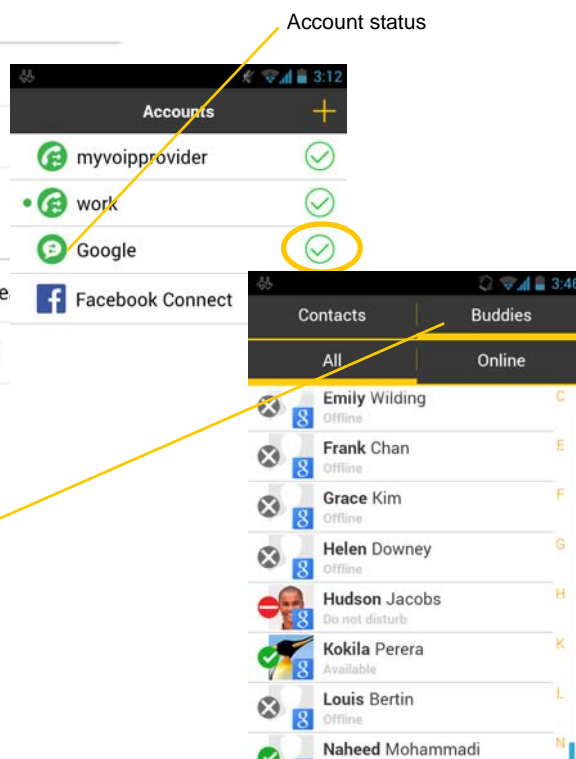 Account status
3:12
Accounts
myvoipprovider
work
Google
Facebook Connect
3:46
Contacts Buddies
All Online
Emily Wilding C
Offline
Frank Chan E
Offline
Grace Kim F
Offline
Helen Downey G
Offline
Hudson Jacobs H
Do not disturb
Kokila Perera K
Available
Louis Bertin L
Offline
Naheed Mohammadi N